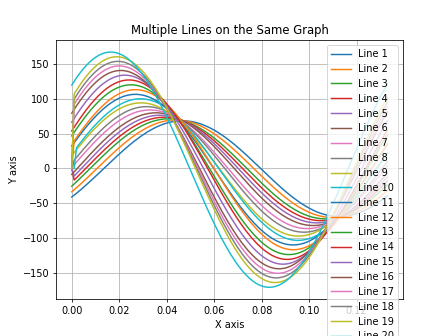 Multiple Lines on the Same Graph
Y axis
150
100
50
0
−50
−100
−150
0.00
0.02
0.04
0.06
0.08
0.10
X axis
Line 1
Line 2
Line 3
Line 4
Line 5
Line 6
Line 7
Line 8
Line 9
Line 10
Line 11
Line 12
Line 13
Line 14
Line 15
Line 16
Line 17
Line 18
Line 19
Line 20